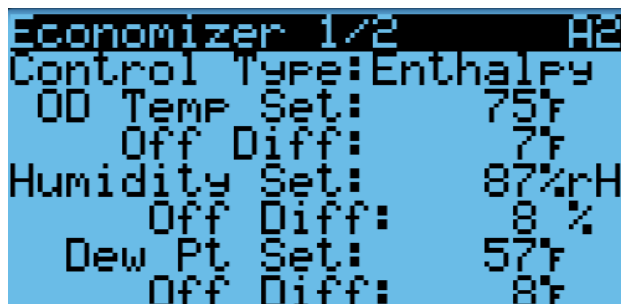 Economizer 1/2 A2
Control Type:Enthalpy
OD Temp Set: 75°F
Off Diff: 7°F
Humidity Set: 87%rH
Off Diff: 8 %
Dew Pt Set: 57°F
Off Diff: 8°F